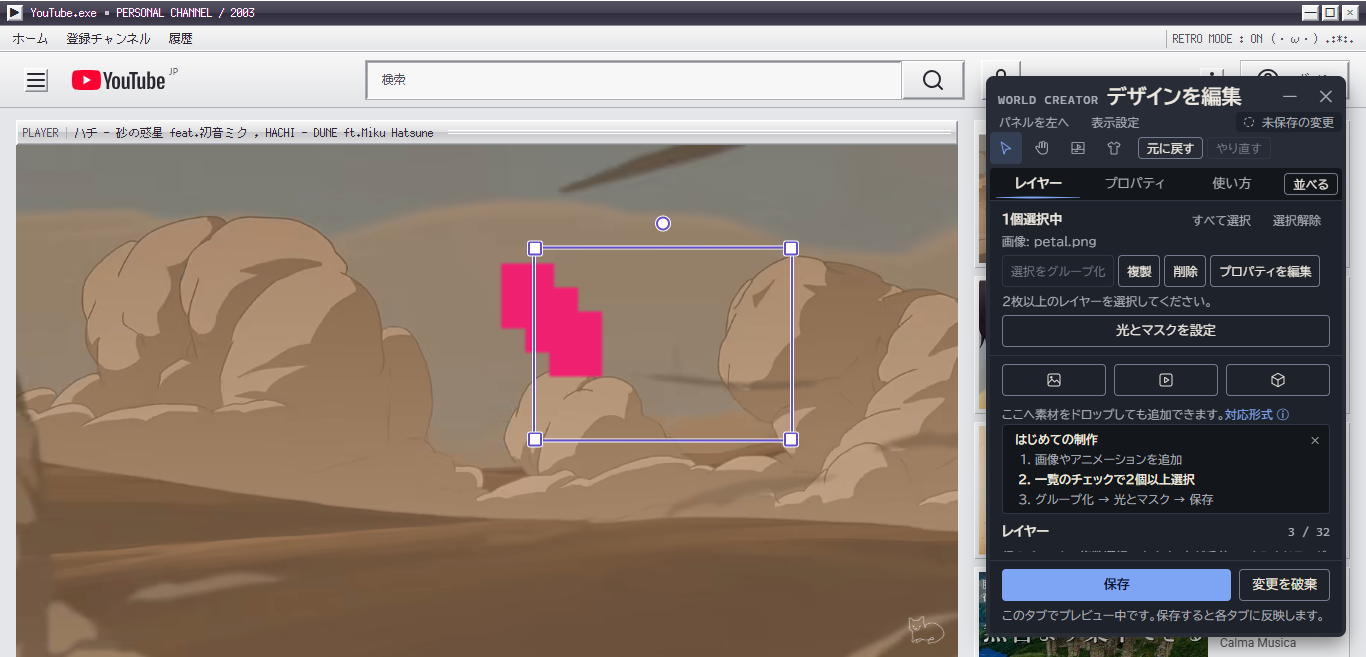 YouTube.exe ▪ PERSONAL CHANNEL / 2003
ホーム 登録チャンネル 履歴
RETRO MODE : ON (・ω・) .:*:.
YouTube JP
検索
PLAYER ハチ - 砂の惑星 feat.初音ミク , HACHI - DUNE ft.Miku Hatsune
WORLD CREATOR デザインを編集
パネルを左へ 表示設定 未保存の変更
元に戻す やり直す
レイヤー プロパティ 使い方 並べる
1個選択中 すべて選択 選択解除
画像: petal.png
選択をグループ化 複製 削除 プロパティを編集
2枚以上のレイヤーを選択してください。
光とマスクを設定
ここへ素材をドロップしても追加できます。対応形式 ⓘ
はじめての制作
1. 画像やアニメーションを追加
2. 一覧のチェックで2個以上選択
3. グループ化 → 光とマスク → 保存
レイヤー 3 / 32
保存 変更を破棄
このタブでプレビュー中です。保存すると各タブに反映します。
Calma Musica